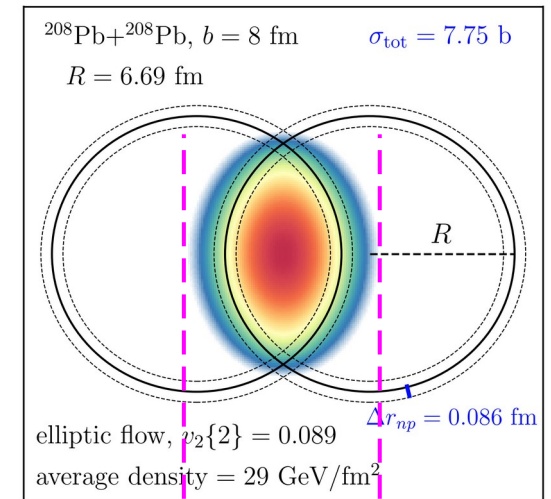 ²⁰⁸Pb+²⁰⁸Pb, b = 8 fm
σ_tot = 7.75 b
R = 6.69 fm
R
Δr_np = 0.086 fm
elliptic flow, v₂{2} = 0.089
average density = 29 GeV/fm²